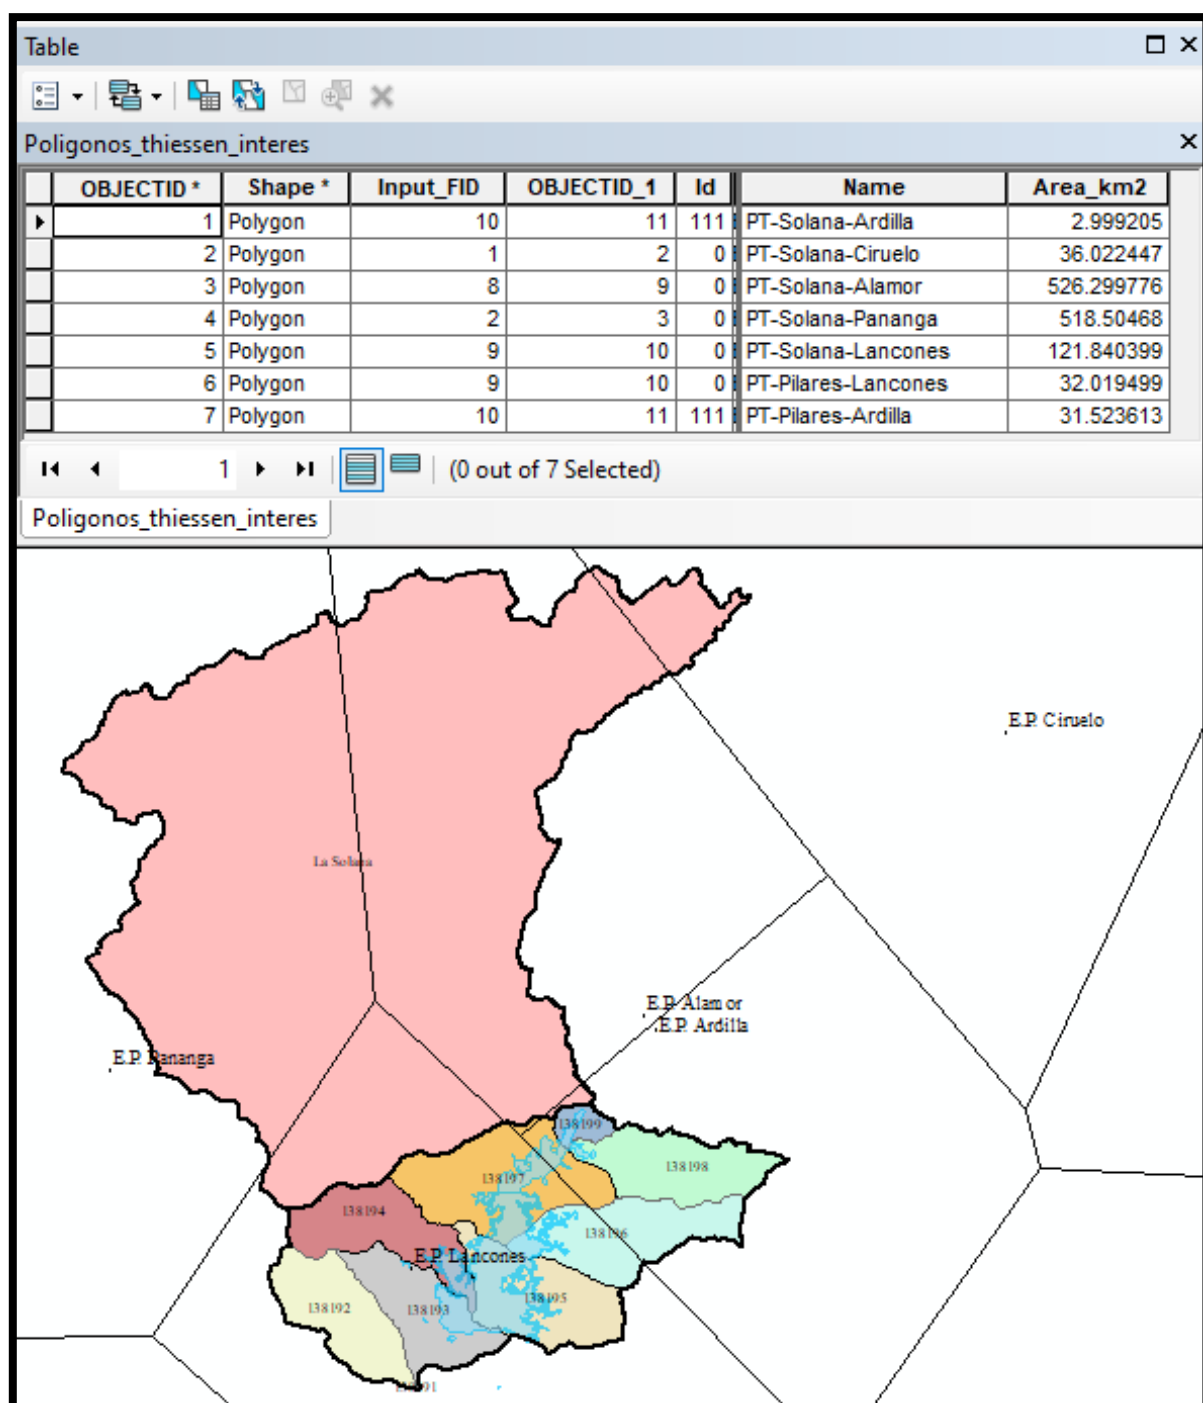 Table
Poligonos_thiessen_interes
OBJECTID * Shape * Input_FID OBJECTID_1 Id Name Area_km2
1 Polygon 10 11 111 PT-Solana-Ardilla 2.999205
2 Polygon 1 2 0 PT-Solana-Ciruelo 36.022447
3 Polygon 8 9 0 PT-Solana-Alamor 526.299776
4 Polygon 2 3 0 PT-Solana-Pananga 518.50468
5 Polygon 9 10 0 PT-Solana-Lancones 121.840399
6 Polygon 9 10 0 PT-Pilares-Lancones 32.019499
7 Polygon 10 11 111 PT-Pilares-Ardilla 31.523613
1 (0 out of 7 Selected)
Poligonos_thiessen_interes
E.P. Ciruelo
La Solana
E.P. Alamor
E.P. Ardilla
E.P. Pananga
138199
138198
138197
138194
138196
E.P. Lancones
138195
138192
138193